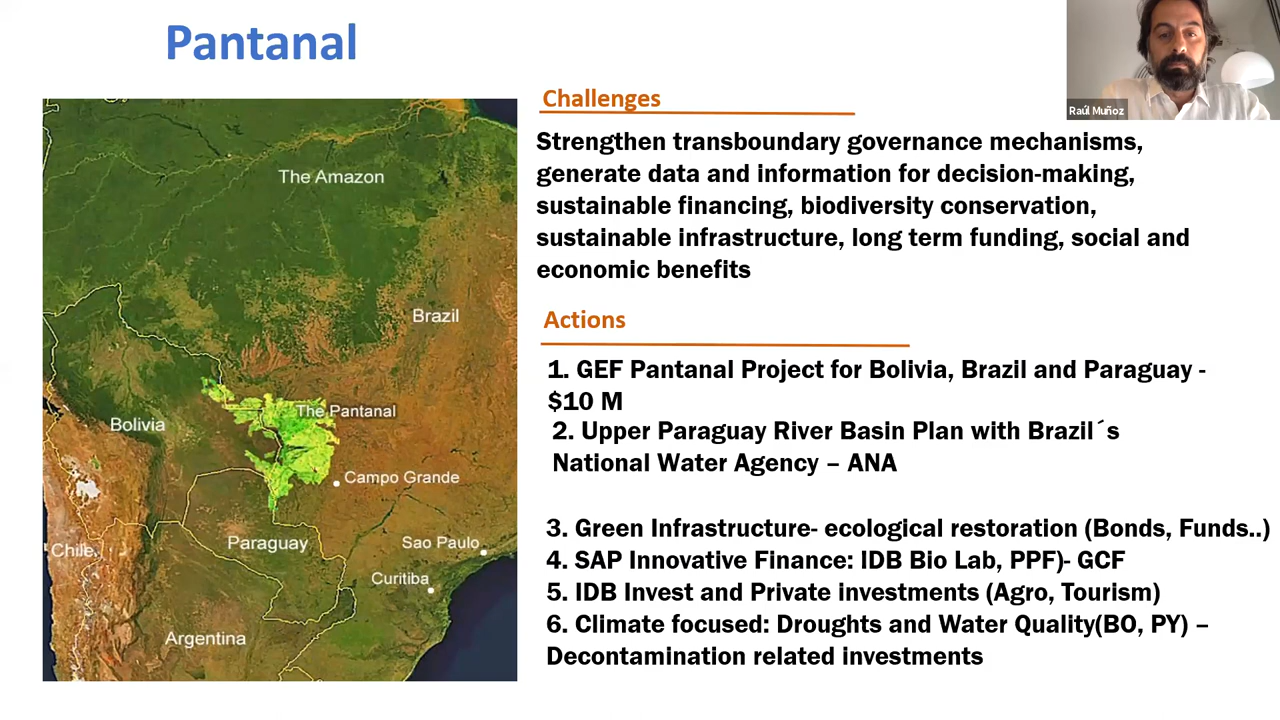 Pantanal
Raúl Muñoz
Challenges
Strengthen transboundary governance mechanisms,
generate data and information for decision-making,
sustainable financing, biodiversity conservation,
sustainable infrastructure, long term funding, social and
economic benefits
Actions
1. GEF Pantanal Project for Bolivia, Brazil and Paraguay -
$10 M
2. Upper Paraguay River Basin Plan with Brazil´s
National Water Agency – ANA
3. Green Infrastructure- ecological restoration (Bonds, Funds..)
4. SAP Innovative Finance: IDB Bio Lab, PPF)- GCF
5. IDB Invest and Private investments (Agro, Tourism)
6. Climate focused: Droughts and Water Quality(BO, PY) –
Decontamination related investments
The Amazon
Brazil
The Pantanal
Bolivia
Campo Grande
Paraguay
Sao Paulo
Chile
Curitiba
Argentina